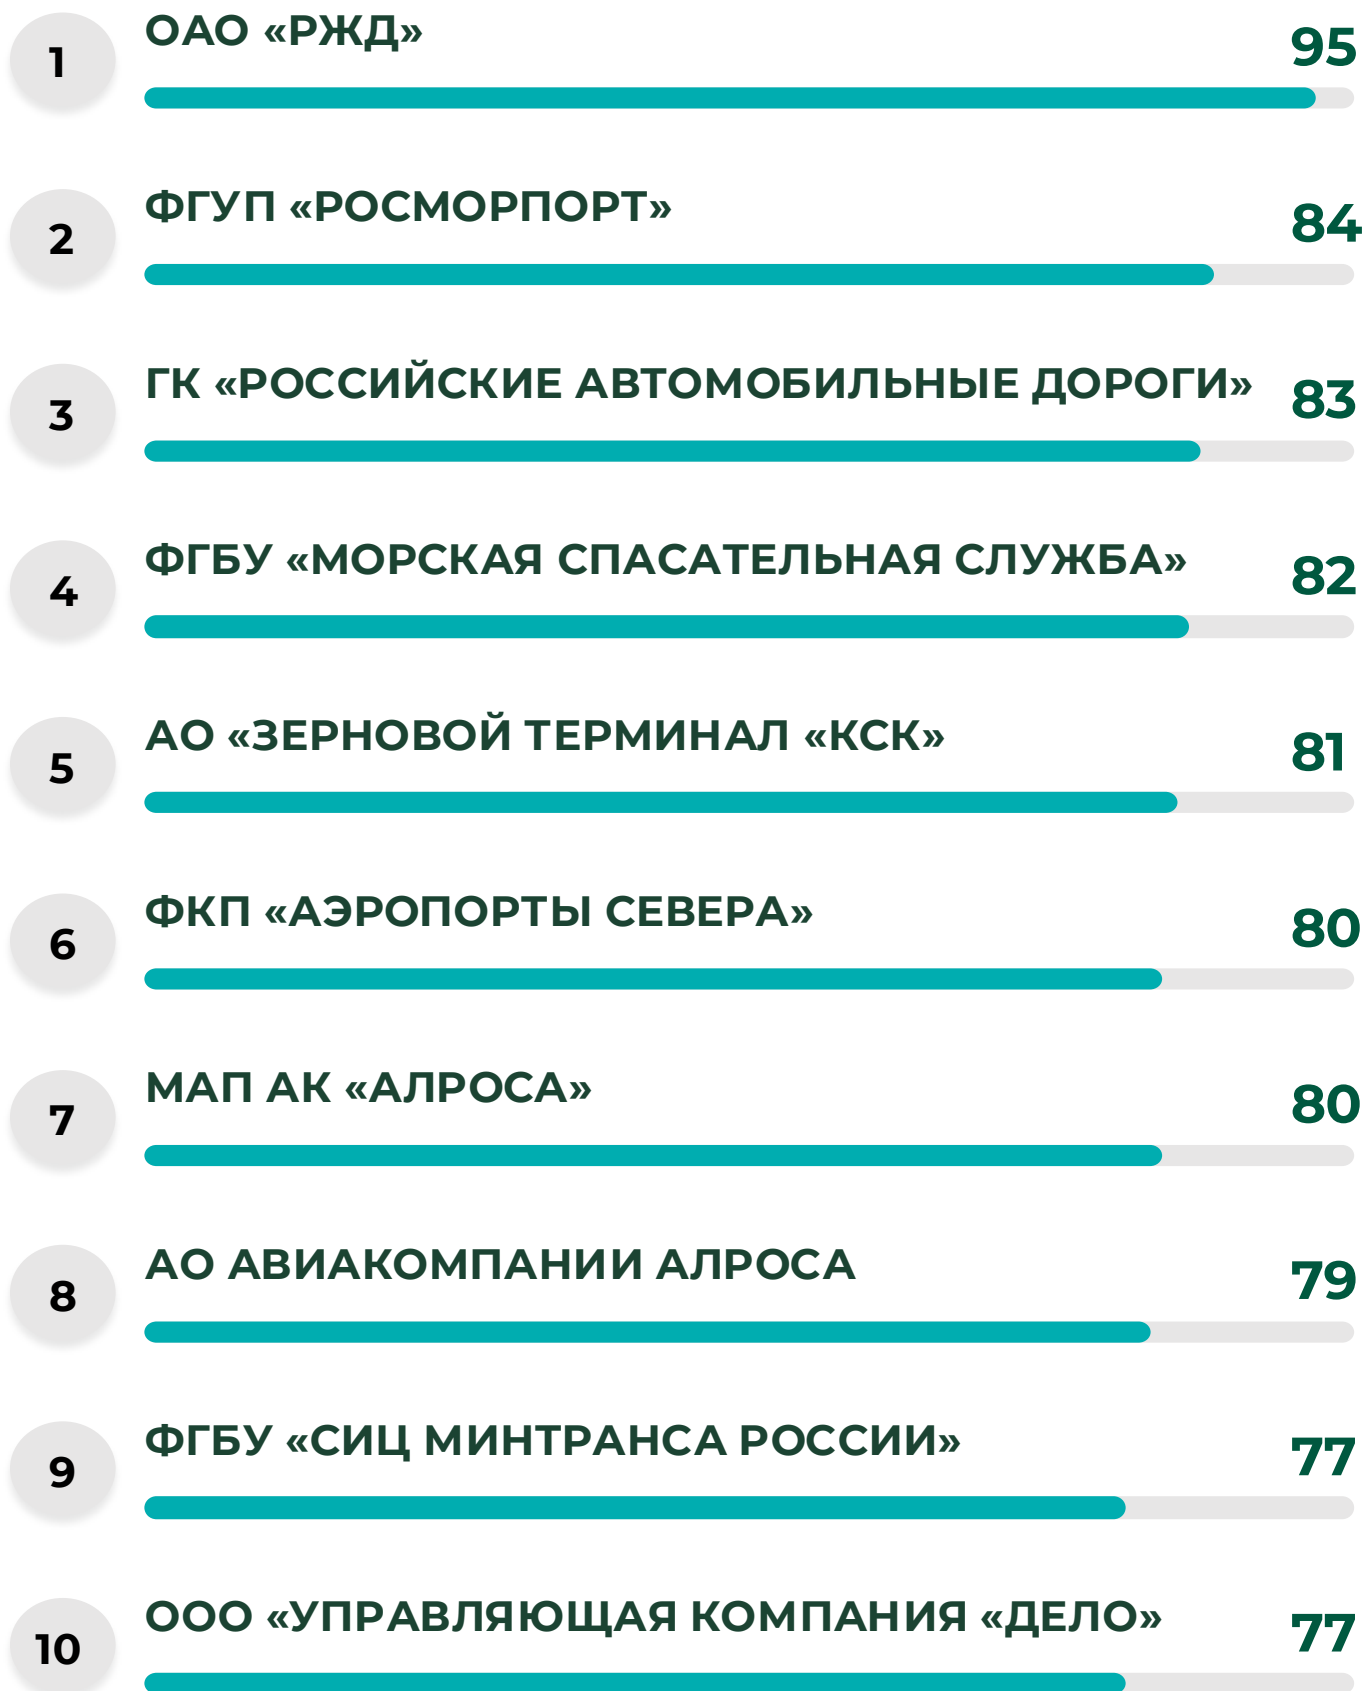 1
ОАО «РЖД»
95
2
ФГУП «РОСМОРПОРТ»
84
3
ГК «РОССИЙСКИЕ АВТОМОБИЛЬНЫЕ ДОРОГИ»
83
4
ФГБУ «МОРСКАЯ СПАСАТЕЛЬНАЯ СЛУЖБА»
82
5
АО «ЗЕРНОВОЙ ТЕРМИНАЛ «КСК»
81
6
ФКП «АЭРОПОРТЫ СЕВЕРА»
80
7
МАП АК «АЛРОСА»
80
8
АО АВИАКОМПАНИИ АЛРОСА
79
9
ФГБУ «СИЦ МИНТРАНСА РОССИИ»
77
10
ООО «УПРАВЛЯЮЩАЯ КОМПАНИЯ «ДЕЛО»
77